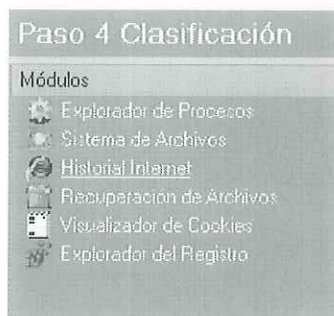 Paso 4 Clasificación
Módulos
Explorador de Procesos
Sistema de Archivos
Historial Internet
Recuperación de Archivos
Visualizador de Cookies
Explorador del Registro